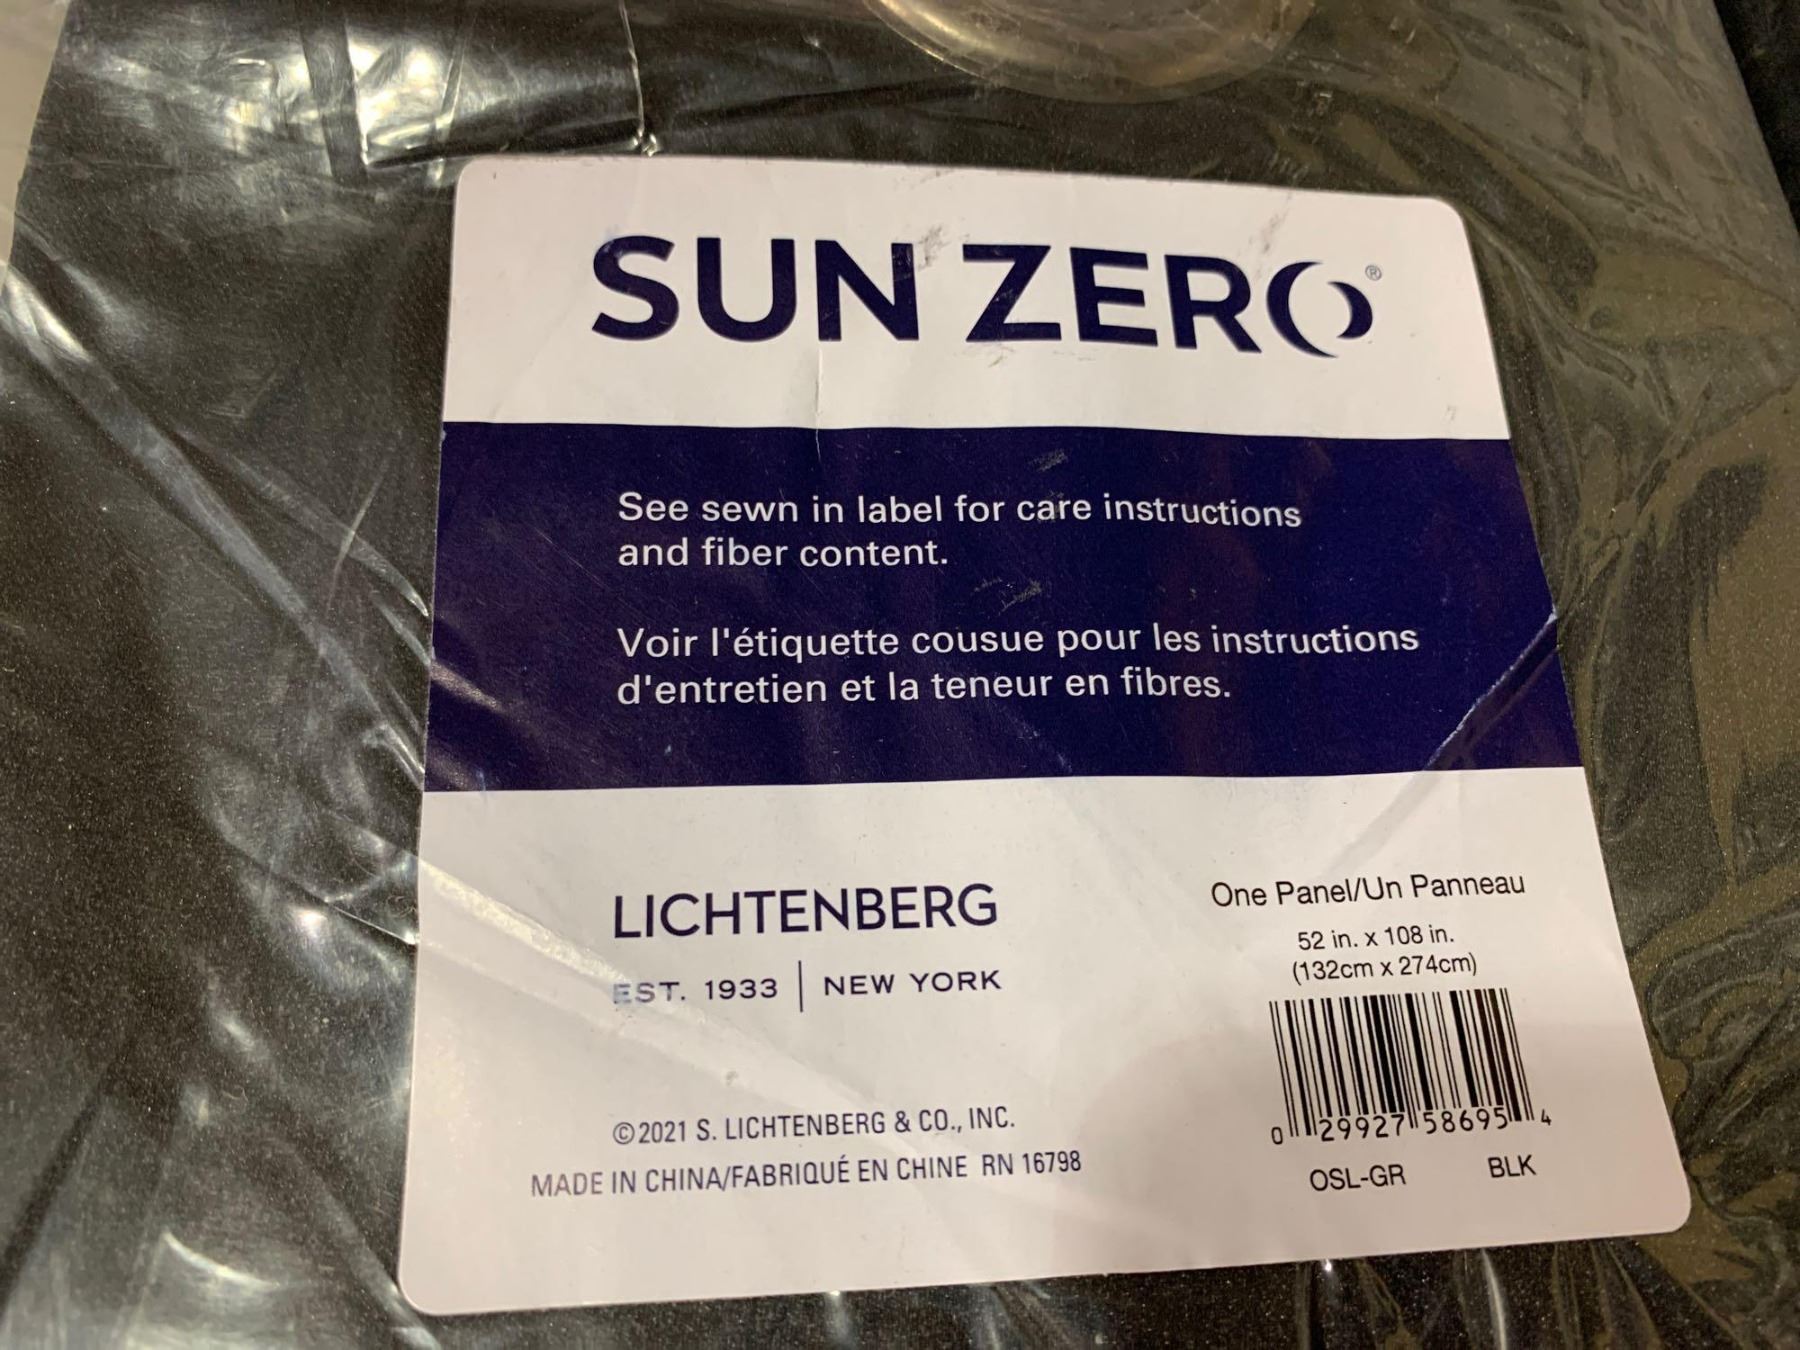 SUN ZERO®
See sewn in label for care instructions
and fiber content.
Voir l'étiquette cousue pour les instructions
d'entretien et la teneur en fibres.
LICHTENBERG
EST. 1933 | NEW YORK
©2021 S. LICHTENBERG & CO., INC.
MADE IN CHINA/FABRIQUÉ EN CHINE RN 16798
One Panel/Un Panneau
52 in. x 108 in.
(132cm x 274cm)
0 29927 58695 4
OSL-GR BLK